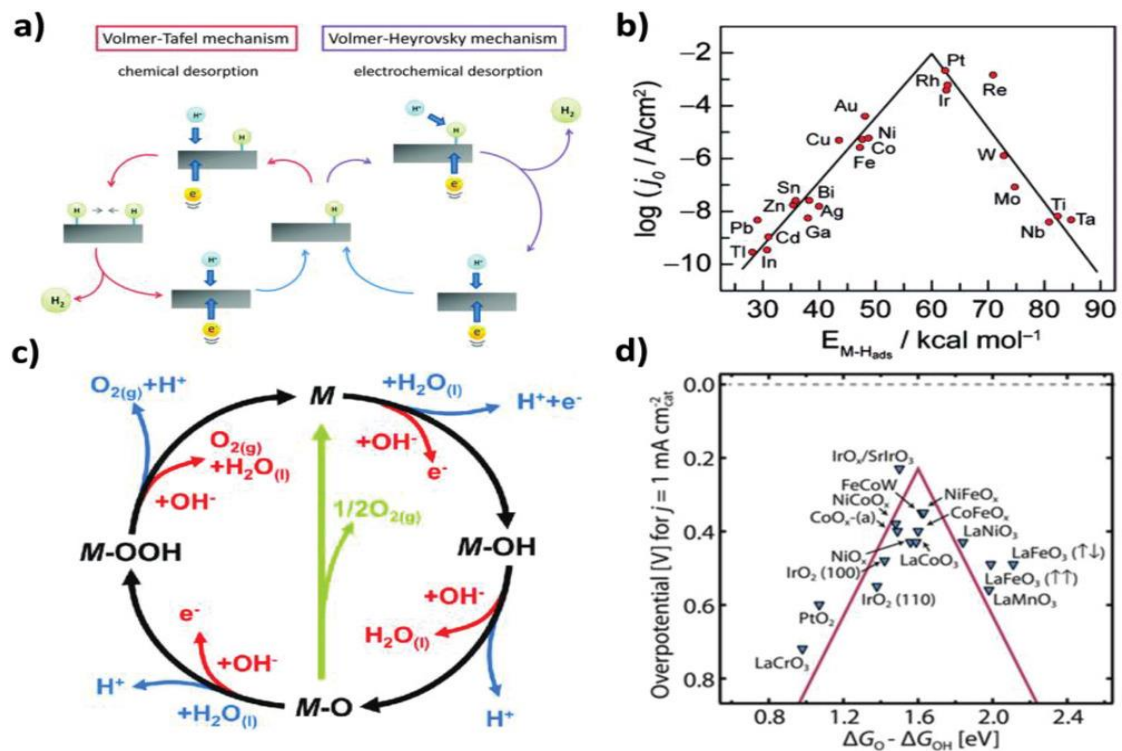 a)
Volmer-Tafel mechanism
Volmer-Heyrovsky mechanism
chemical desorption
electrochemical desorption
H⁺
H
e⁻
H⁺
H
e⁻
H₂
H
H
H
H₂
H⁺
e⁻
H⁺
e⁻
b)
log (j₀ / A/cm²)
−2
−4
−6
−8
−10
30
40
50
60
70
80
90
E_M-Hads / kcal mol⁻¹
Pt
Rh
Ir
Re
Au
Cu
Ni
Co
Fe
W
Mo
Sn
Bi
Zn
Ag
Pb
Ga
Cd
Tl
In
Ti
Nb
Ta
c)
M
+H₂O(l)
H⁺+e⁻
+OH⁻
e⁻
M-OH
+OH⁻
H₂O(l)
H⁺
M-O
+H₂O(l)
H⁺
+OH⁻
e⁻
M-OOH
+OH⁻
O₂(g)
+H₂O(l)
O₂(g)+H⁺
1/2O₂(g)
d)
Overpotential [V] for j = 1 mA cm⁻²cat
0.0
0.2
0.4
0.6
0.8
0.8
1.2
1.6
2.0
2.4
ΔG_O - ΔG_OH [eV]
IrOₓ/SrIrO₃
FeCoW
NiFeOₓ
NiCoOₓ
CoFeOₓ
CoOₓ-(a)
LaNiO₃
NiOₓ
LaCoO₃
LaFeO₃ (↑↓)
IrO₂ (100)
LaFeO₃ (↑↑)
IrO₂ (110)
LaMnO₃
PtO₂
LaCrO₃